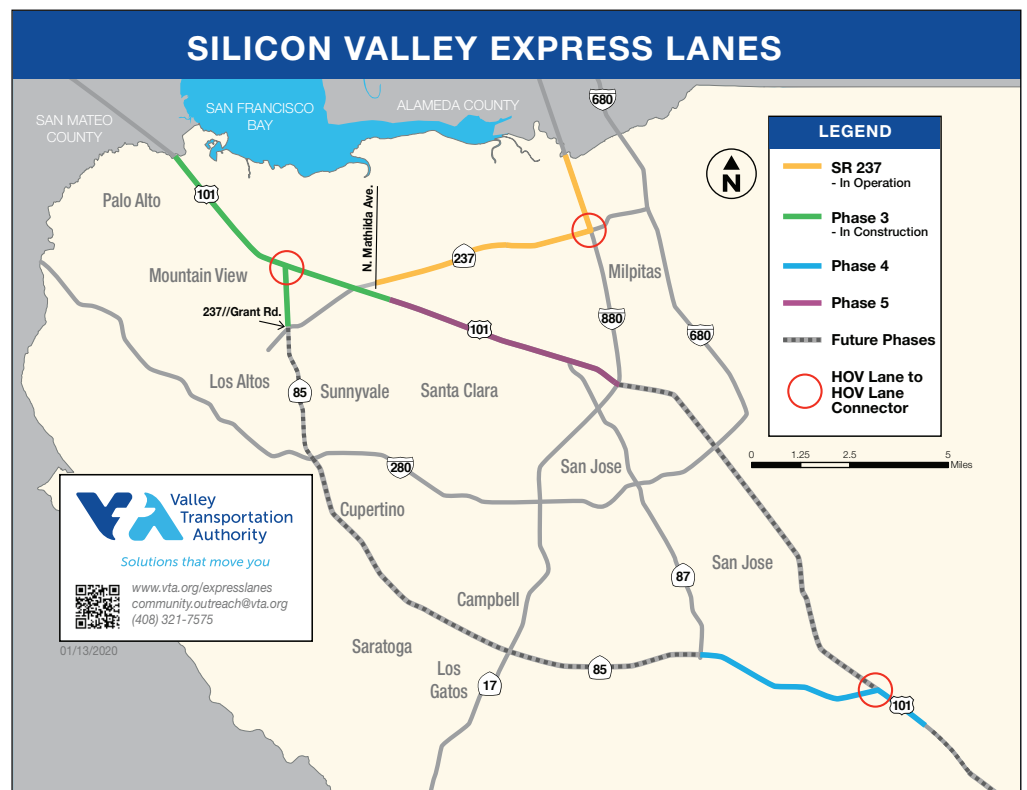 SILICON VALLEY EXPRESS LANES
SAN MATEO
COUNTY
SAN FRANCISCO
BAY
ALAMEDA COUNTY
680
N
LEGEND
SR 237
- In Operation
Phase 3
- In Construction
Phase 4
Phase 5
Future Phases
HOV Lane to
HOV Lane
Connector
0 1.25 2.5 5
Miles
Palo Alto
101
N. Mathilda Ave.
237
Mountain View
Milpitas
237//Grant Rd.
880
101
680
Los Altos
85
Sunnyvale
Santa Clara
280
San Jose
Cupertino
San Jose
87
Campbell
Saratoga
Los
Gatos
17
85
101
Valley
Transportation
Authority
Solutions that move you
www.vta.org/expresslanes
community.outreach@vta.org
(408) 321-7575
01/13/2020